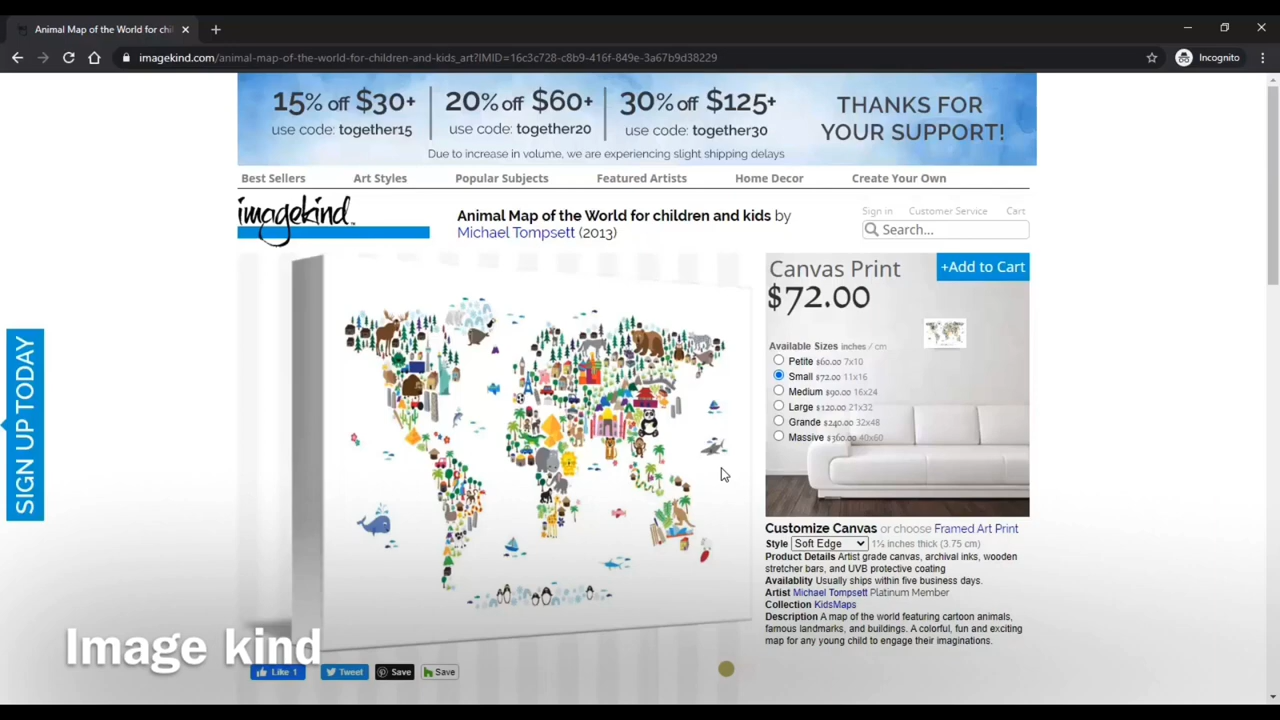 Animal Map of the World for chil
imagekind.com/animal-map-of-the-world-for-children-and-kids_art?IMID=16c3c728-c8b9-416f-849e-3a67b9d38229
Incognito
15% off $30+
use code: together15
20% off $60+
use code: together20
30% off $125+
use code: together30
THANKS FOR
YOUR SUPPORT!
Due to increase in volume, we are experiencing slight shipping delays
Best Sellers Art Styles Popular Subjects Featured Artists Home Decor Create Your Own
imagekind™
Animal Map of the World for children and kids by
Michael Tompsett (2013)
Sign in Customer Service Cart
Search...
SIGN UP TODAY
Canvas Print
+Add to Cart
$72.00
Available Sizes inches / cm
Petite $60.00 7x10
Small $72.00 11x16
Medium $90.00 16x24
Large $120.00 21x32
Grande $240.00 32x48
Massive $360.00 40x60
Customize Canvas or choose Framed Art Print
Style Soft Edge 1½ inches thick (3.75 cm)
Product Details Artist grade canvas, archival inks, wooden
stretcher bars, and UVB protective coating
Availablity Usually ships within five business days.
Artist Michael Tompsett Platinum Member
Collection KidsMaps
Description A map of the world featuring cartoon animals,
famous landmarks, and buildings. A colorful, fun and exciting
map for any young child to engage their imaginations.
Image kind
Like 1 Tweet Save Save